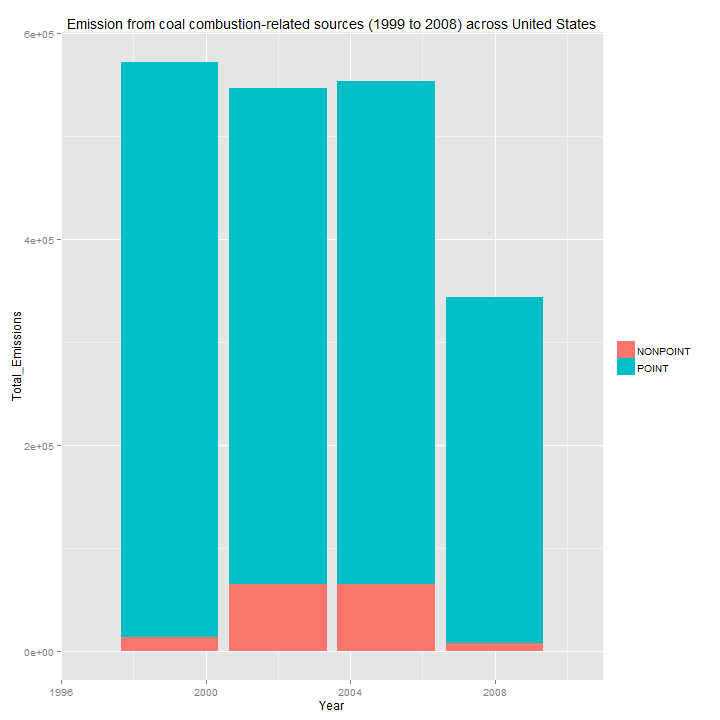 Emission from coal combustion-related sources (1999 to 2008) across United States
6e+05
4e+05
2e+05
0e+00
Total_Emissions
1996
2000
2004
2008
Year
NONPOINT
POINT